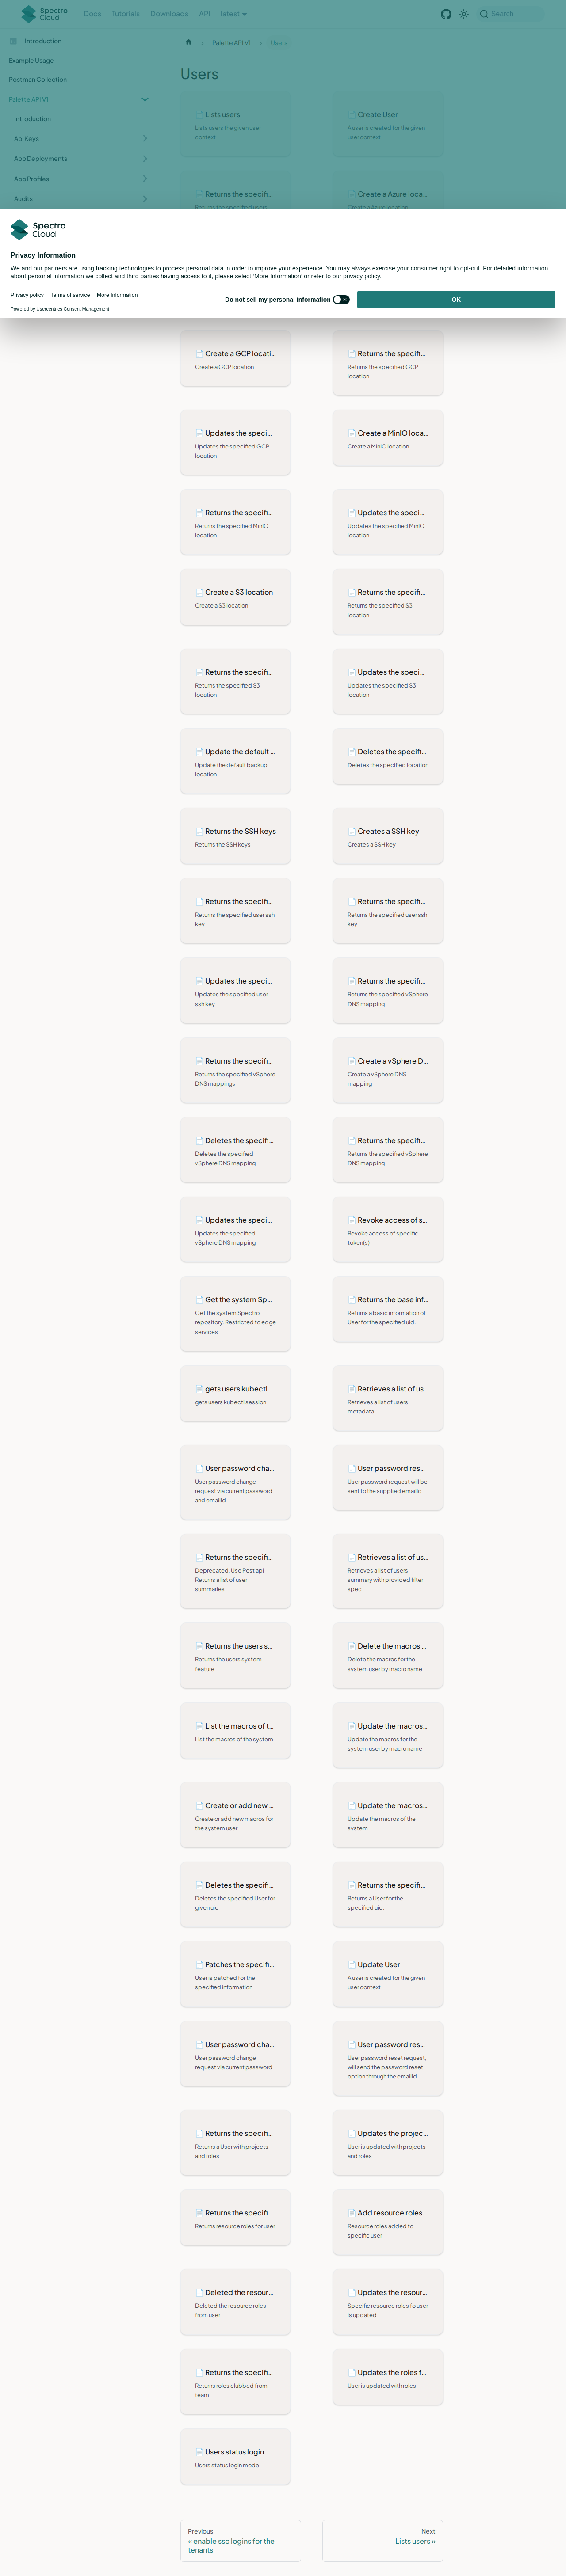 Spectro Cloud
Docs
Tutorials
Downloads
API
latest
Search
Introduction
Example Usage
Postman Collection
Palette API V1
Introduction
Api Keys
App Deployments
App Profiles
Audits
Palette API V1
Users
Users
Lists users
Lists users the given user
context
Create User
A user is created for the given
user context
Returns the specifi...
Create a Azure loca...
Spectro
Cloud
Privacy Information
We and our partners are using tracking technologies to process personal data in order to improve your experience. You may always exercise your consumer right to opt-out. For detailed information
about personal information we collect and third parties having access to it, please select 'More Information' or refer to our privacy policy.
Privacy policy
Terms of service
More Information
Powered by Usercentrics Consent Management
Do not sell my personal information
OK
Create a GCP locati...
Create a GCP location
Returns the specifi...
Returns the specified GCP
location
Updates the speci...
Updates the specified GCP
location
Create a MinIO loca...
Create a MinIO location
Returns the specifi...
Returns the specified MinIO
location
Updates the speci...
Updates the specified MinIO
location
Create a S3 location
Create a S3 location
Returns the specifi...
Returns the specified S3
location
Returns the specifi...
Returns the specified S3
location
Updates the speci...
Updates the specified S3
location
Update the default ...
Update the default backup
location
Deletes the specifi...
Deletes the specified location
Returns the SSH keys
Returns the SSH keys
Creates a SSH key
Creates a SSH key
Returns the specifi...
Returns the specified user ssh
key
Returns the specifi...
Returns the specified user ssh
key
Updates the speci...
Updates the specified user
ssh key
Returns the specifi...
Returns the specified vSphere
DNS mapping
Returns the specifi...
Returns the specified vSphere
DNS mappings
Create a vSphere D...
Create a vSphere DNS
mapping
Deletes the specifi...
Deletes the specified
vSphere DNS mapping
Returns the specifi...
Returns the specified vSphere
DNS mapping
Updates the speci...
Updates the specified
vSphere DNS mapping
Revoke access of s...
Revoke access of specific
token(s)
Get the system Spe...
Get the system Spectro
repository. Restricted to edge
services
Returns the base inf...
Returns a basic information of
User for the specified uid.
gets users kubectl ...
gets users kubectl session
Retrieves a list of us...
Retrieves a list of users
metadata
User password cha...
User password change
request via current password
and emailId
User password res...
User password request will be
sent to the supplied emailId
Returns the specifi...
Deprecated, Use Post api -
Returns a list of user
summaries
Retrieves a list of us...
Retrieves a list of users
summary with provided filter
spec
Returns the users s...
Returns the users system
feature
Delete the macros ...
Delete the macros for the
system user by macro name
List the macros of t...
List the macros of the system
Update the macros...
Update the macros for the
system user by macro name
Create or add new ...
Create or add new macros for
the system user
Update the macros...
Update the macros of the
system
Deletes the specifi...
Deletes the specified User for
given uid
Returns the specifi...
Returns a User for the
specified uid.
Patches the specifi...
User is patched for the
specified information
Update User
A user is created for the given
user context
User password cha...
User password change
request via current password
User password res...
User password reset request,
will send the password reset
option through the emailId
Returns the specifi...
Returns a User with projects
and roles
Updates the projec...
User is updated with projects
and roles
Returns the specifi...
Returns resource roles for user
Add resource roles ...
Resource roles added to
specific user
Deleted the resour...
Deleted the resource roles
from user
Updates the resour...
Specific resource roles fo user
is updated
Returns the specifi...
Returns roles clubbed from
team
Updates the roles f...
User is updated with roles
Users status login ...
Users status login mode
Previous
« enable sso logins for the
tenants
Next
Lists users »